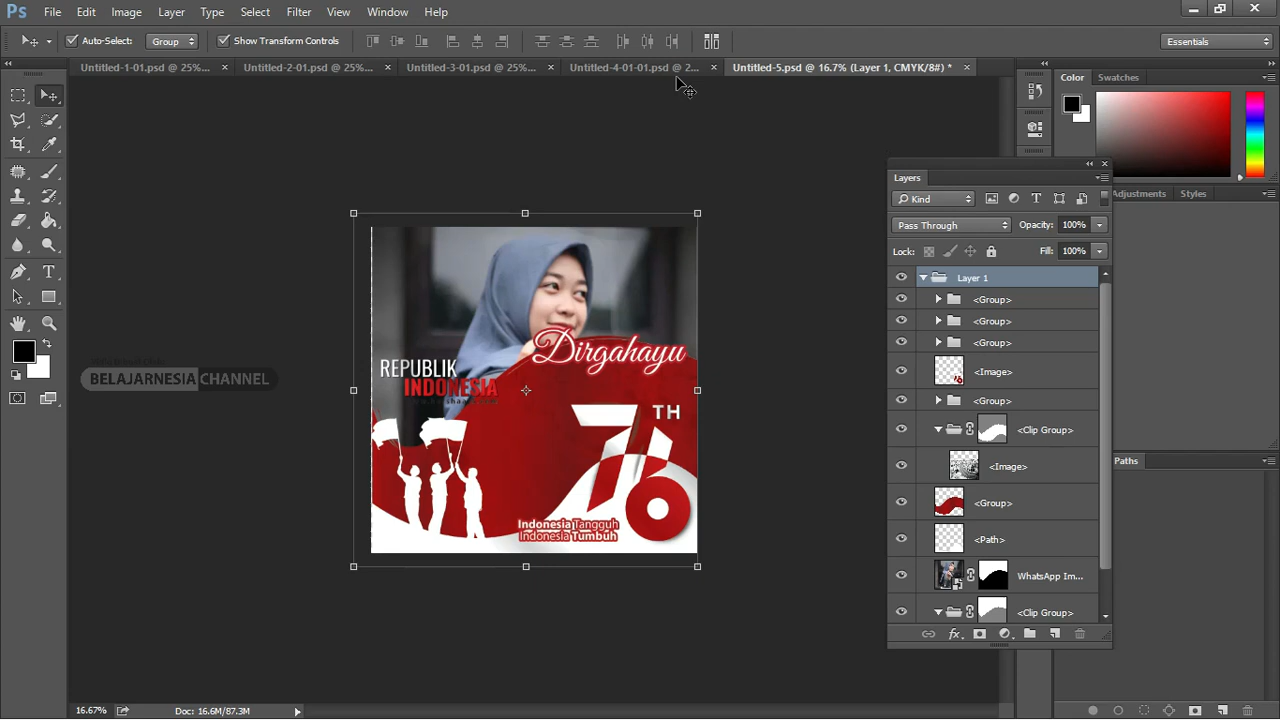 Ps File Edit Image Layer Type Select Filter View Window Help
Auto-Select: Group Show Transform Controls Essentials
Untitled-1-01.psd @ 25%... × Untitled-2-01.psd @ 25%... × Untitled-3-01.psd @ 25%... × Untitled-4-01-01.psd @ 2... × Untitled-5.psd @ 16.7% (Layer 1, CMYK/8#) * ×
Color
Layers
Adjustments Styles
Kind
Pass Through Opacity: 100%
Lock: Fill: 100%
Layer 1
<Group>
<Group>
<Group>
<Image>
<Group>
<Clip Group>
<Image>
Paths
<Group>
<Path>
WhatsApp Im...
<Clip Group>
Dirgahayu
REPUBLIK
INDONESIA
76 TH
Indonesia Tangguh
Indonesia Tumbuh
BELAJARNESIA CHANNEL
16.67% Doc: 16.6M/87.3M